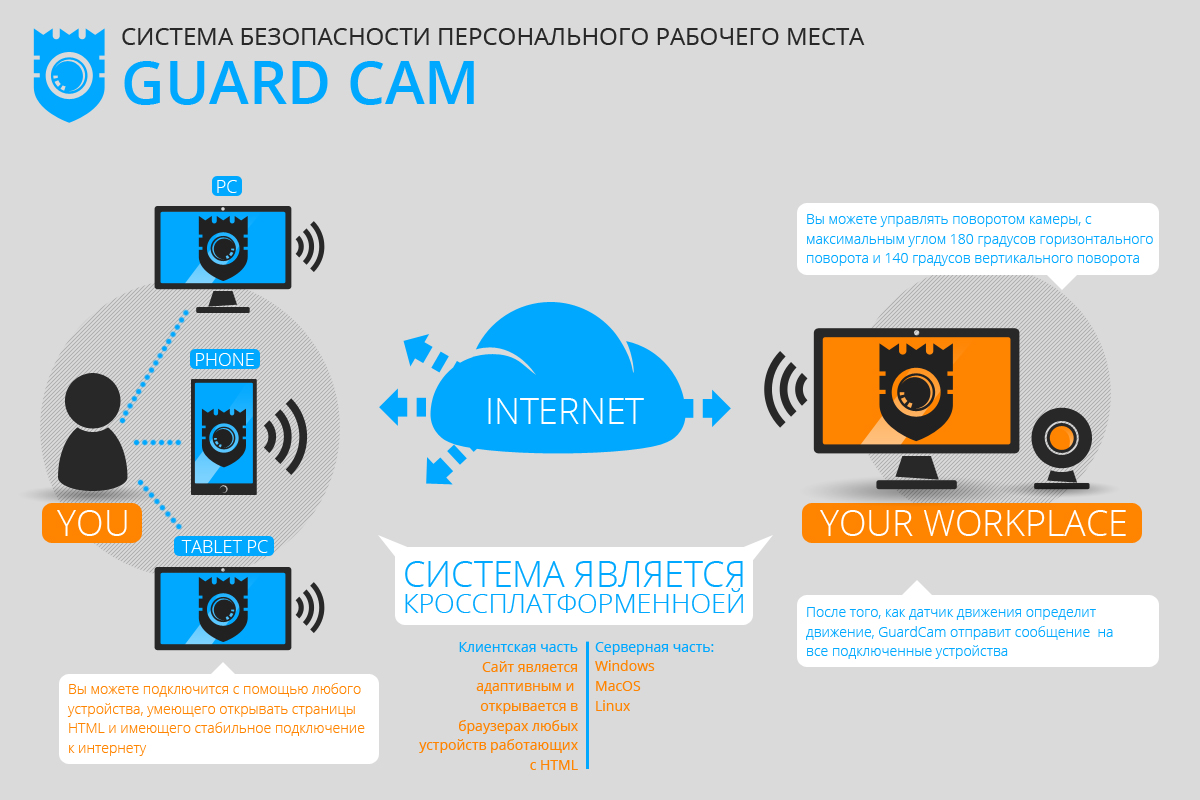 СИСТЕМА БЕЗОПАСНОСТИ ПЕРСОНАЛЬНОГО РАБОЧЕГО МЕСТА
GUARD CAM
PC
PHONE
YOU
TABLET PC
Вы можете подключится с помощью любого
устройства, умеющего открывать страницы
HTML и имеющего стабильное подключение
к интернету
INTERNET
СИСТЕМА ЯВЛЯЕТСЯ
КРОССПЛАТФОРМЕННОЕЙ
Клиентская часть
Сайт является
адаптивным и
открывается в
браузерах любых
устройств работающих
с HTML
Серверная часть:
Windows
MacOS
Linux
Вы можете управлять поворотом камеры, с
максимальным углом 180 градусов горизонтального
поворота и 140 градусов вертикального поворота
YOUR WORKPLACE
После того, как датчик движения определит
движение, GuardCam отправит сообщение на
все подключенные устройства